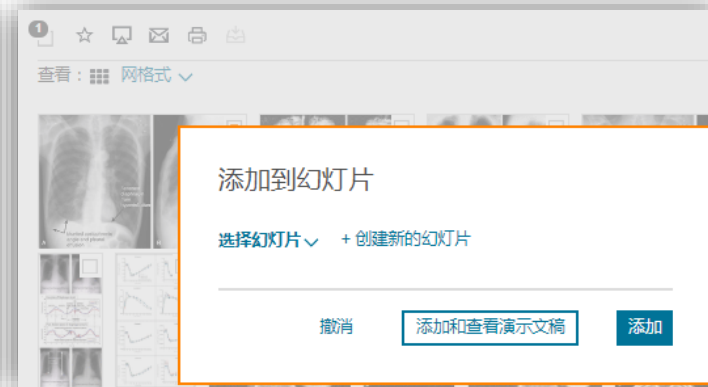 1
查看：网格式
添加到幻灯片
选择幻灯片 + 创建新的幻灯片
撤消 添加和查看演示文稿 添加